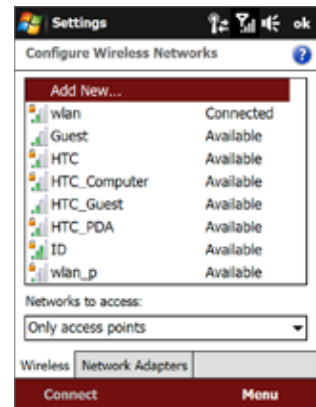 Settings ok
Configure Wireless Networks ?
Add New...
wlan Connected
Guest Available
HTC Available
HTC_Computer Available
HTC_Guest Available
HTC_PDA Available
ID Available
wlan_p Available
Networks to access:
Only access points
Wireless Network Adapters
Connect Menu